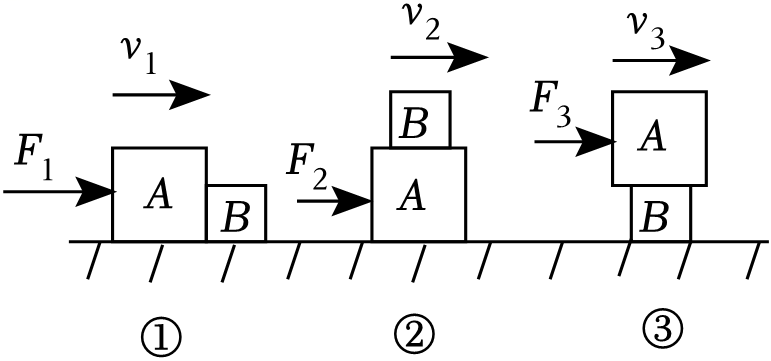 v₁ v₂ v₃
F₁ A B F₂ B A F₃ A B
① ② ③